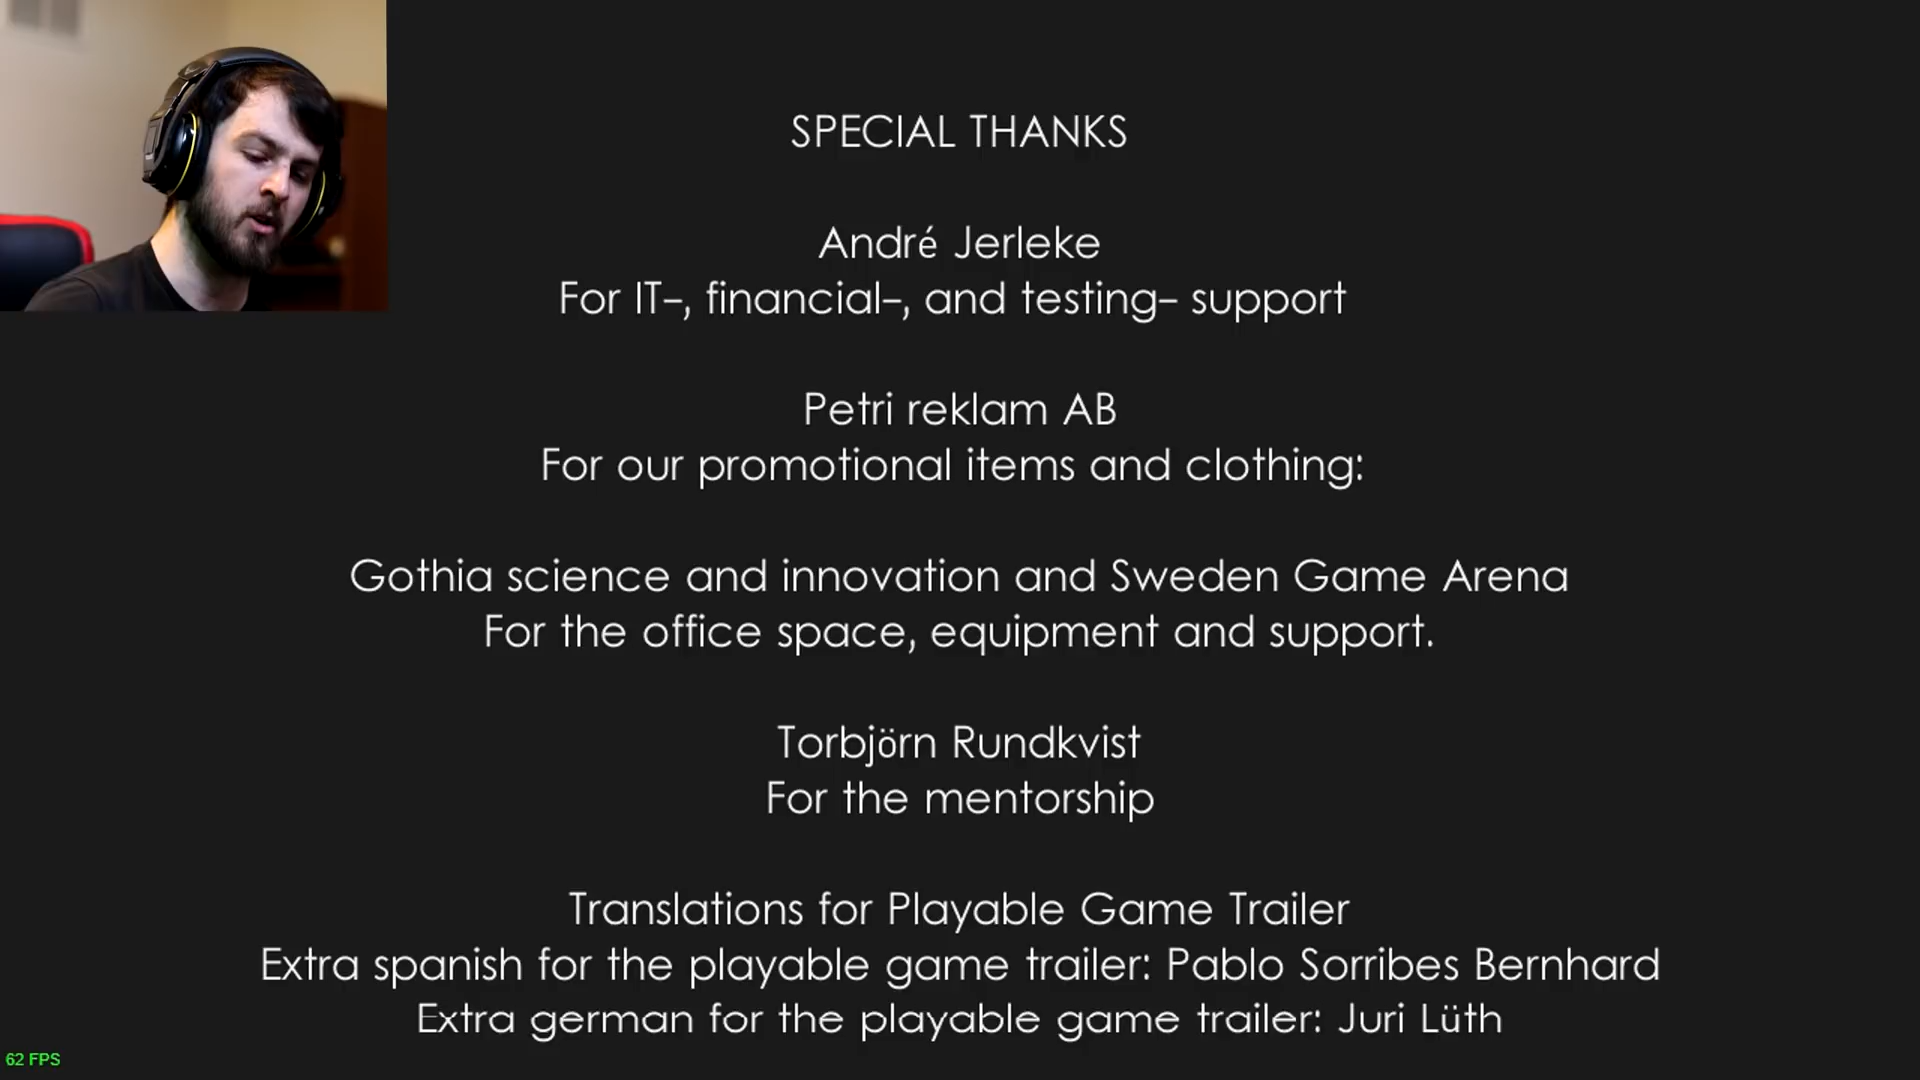 SPECIAL THANKS
André Jerleke
For IT–, financial–, and testing– support
Petri reklam AB
For our promotional items and clothing:
Gothia science and innovation and Sweden Game Arena
For the office space, equipment and support.
Torbjörn Rundkvist
For the mentorship
Translations for Playable Game Trailer
Extra spanish for the playable game trailer: Pablo Sorribes Bernhard
Extra german for the playable game trailer: Juri Lüth
62 FPS